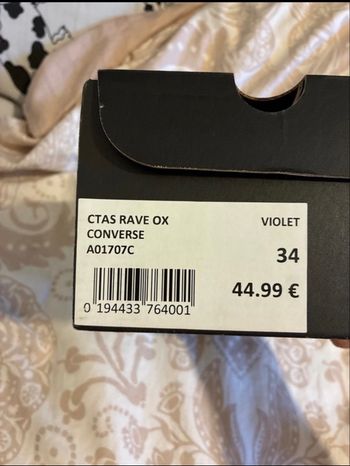 CTAS RAVE OX VIOLET
CONVERSE
A01707C 34
44.99 €
0 194433 764001